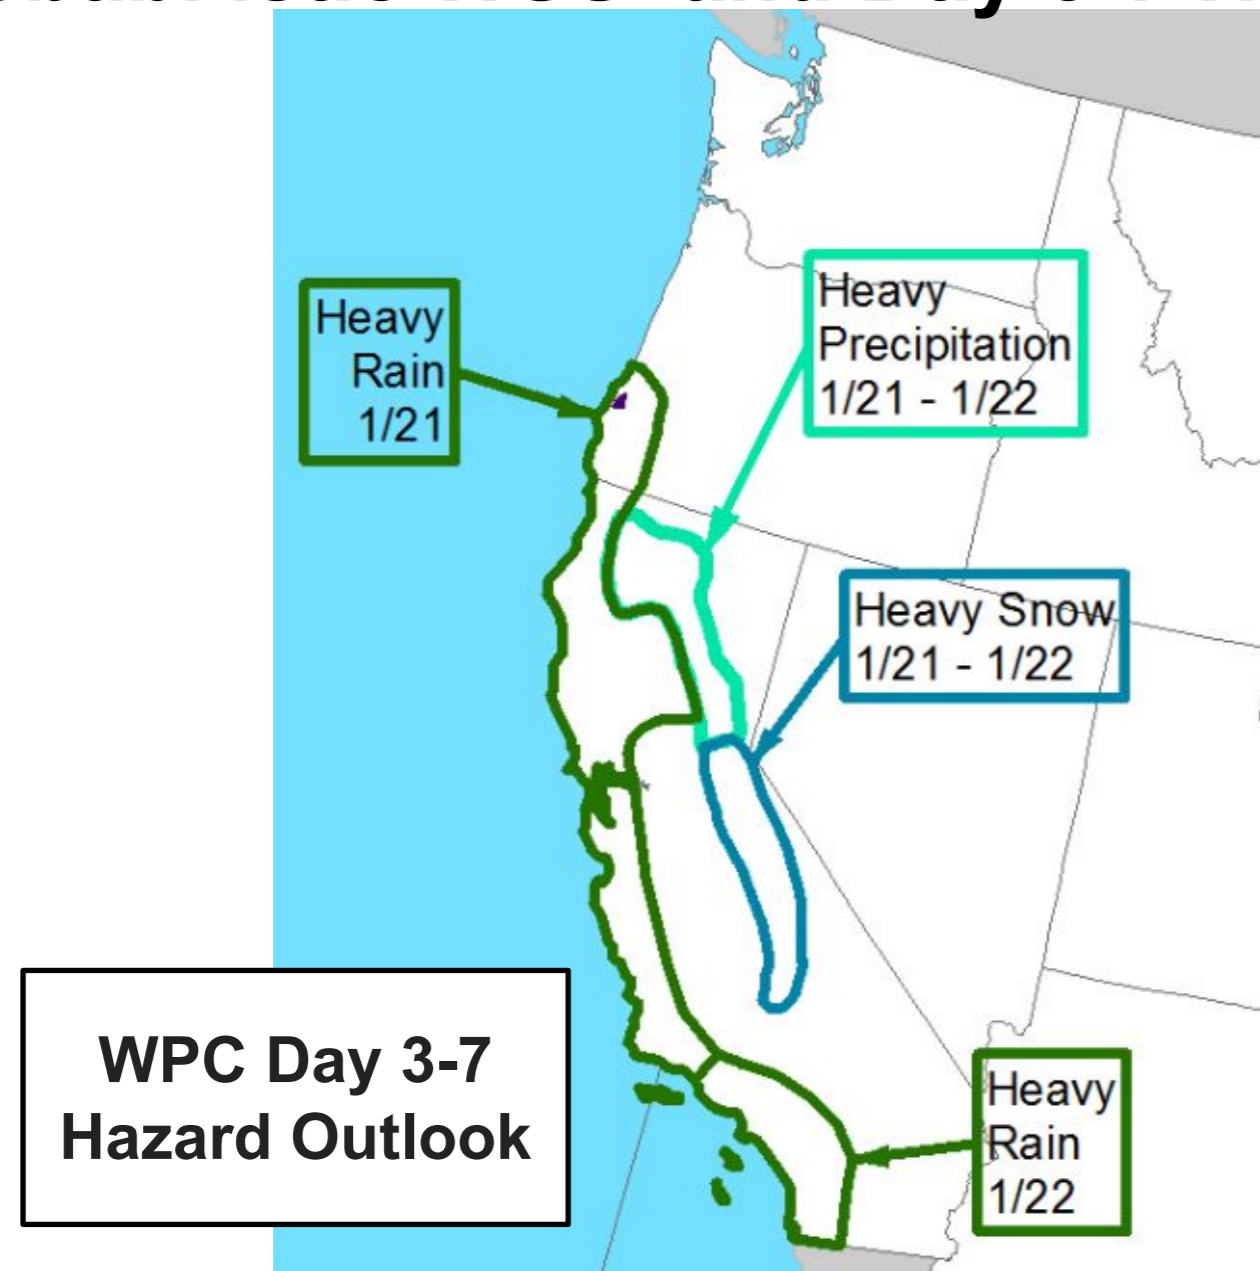 Heavy
Rain
1/21
Heavy
Precipitation
1/21 - 1/22
Heavy Snow
1/21 - 1/22
WPC Day 3-7
Hazard Outlook
Heavy
Rain
1/22